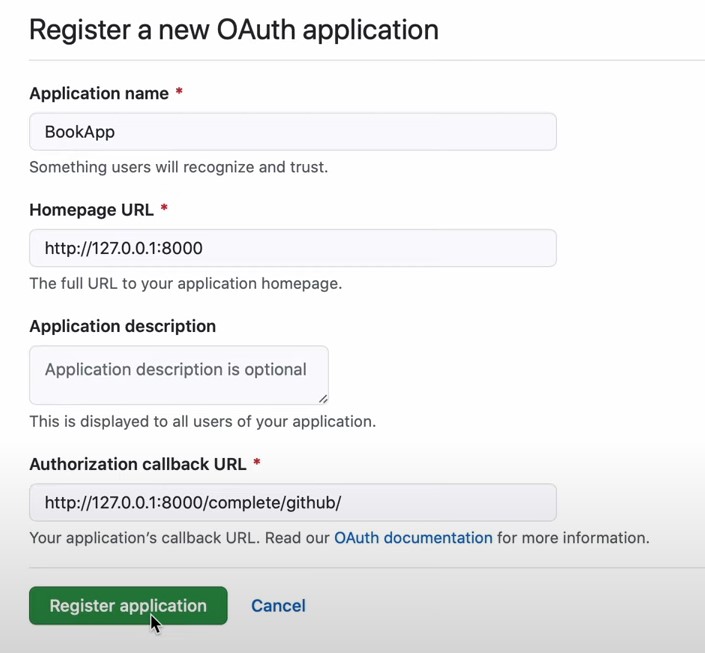 Register a new OAuth application
Application name *
BookApp
Something users will recognize and trust.
Homepage URL *
http://127.0.0.1:8000
The full URL to your application homepage.
Application description
Application description is optional
This is displayed to all users of your application.
Authorization callback URL *
http://127.0.0.1:8000/complete/github/
Your application's callback URL. Read our OAuth documentation for more information.
Register application Cancel